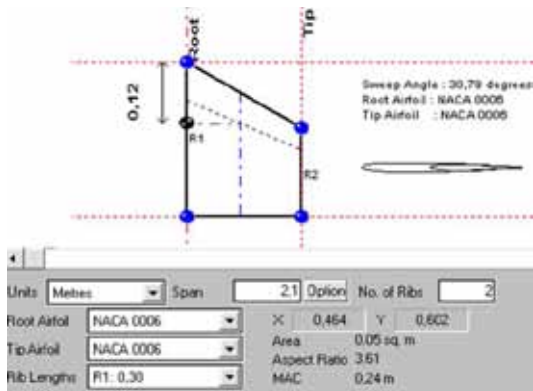 Root
Tip
0,12
Sweep Angle : 30,79 degrees
Root Airfoil : NACA 0006
Tip Airfoil : NACA 0006
R1
R2
Units Metres Span 2,1 Option No. of Ribs 2
Root Airfoil NACA 0006 X 0,464 Y 0,602
Area 0,05 sq. m
Tip Airfoil NACA 0006 Aspect Ratio 3.61
Rib Lengths R1: 0,30 MAC 0,24 m